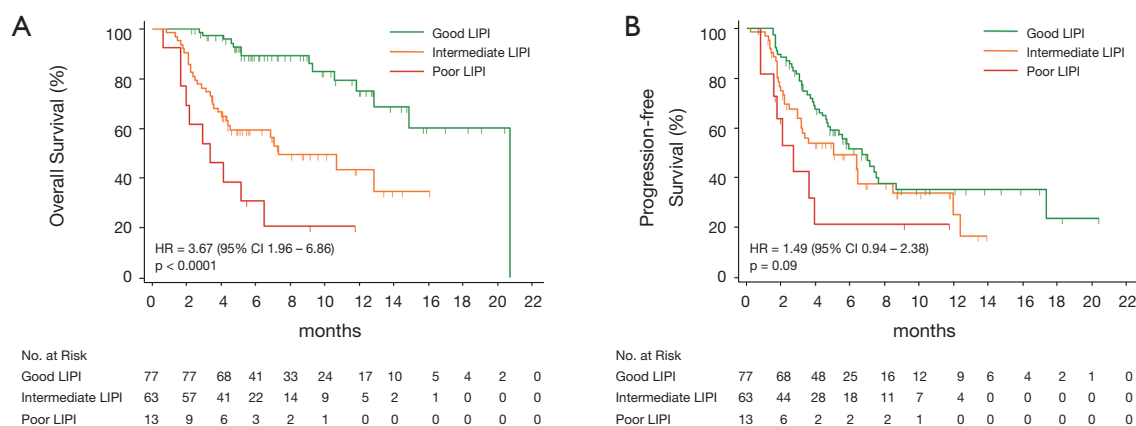 A
Overall Survival (%)
100
80
60
40
20
0
Good LIPI
Intermediate LIPI
Poor LIPI
HR = 3.67 (95% CI 1.96 – 6.86)
p < 0.0001
0 2 4 6 8 10 12 14 16 18 20 22
months
No. at Risk
Good LIPI 77 77 68 41 33 24 17 10 5 4 2 0
Intermediate LIPI 63 57 41 22 14 9 5 2 1 0 0 0
Poor LIPI 13 9 6 3 2 1 0 0 0 0 0 0
B
Progression-free
Survival (%)
100
80
60
40
20
0
Good LIPI
Intermediate LIPI
Poor LIPI
HR = 1.49 (95% CI 0.94 – 2.38)
p = 0.09
0 2 4 6 8 10 12 14 16 18 20 22
months
No. at Risk
Good LIPI 77 68 48 25 16 12 9 6 4 2 1 0
Intermediate LIPI 63 44 28 18 11 7 4 0 0 0 0 0
Poor LIPI 13 6 2 2 2 1 0 0 0 0 0 0